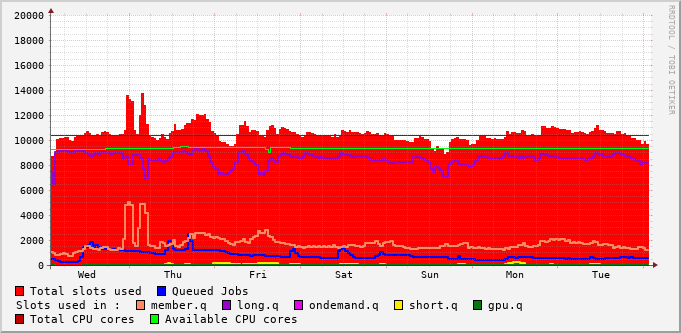 RRDTOOL / TOBI OETIKER
20000
18000
16000
14000
12000
10000
8000
6000
4000
2000
0
Wed Thu Fri Sat Sun Mon Tue
Total slots used Queued Jobs
Slots used in : member.q long.q ondemand.q short.q gpu.q
Total CPU cores Available CPU cores